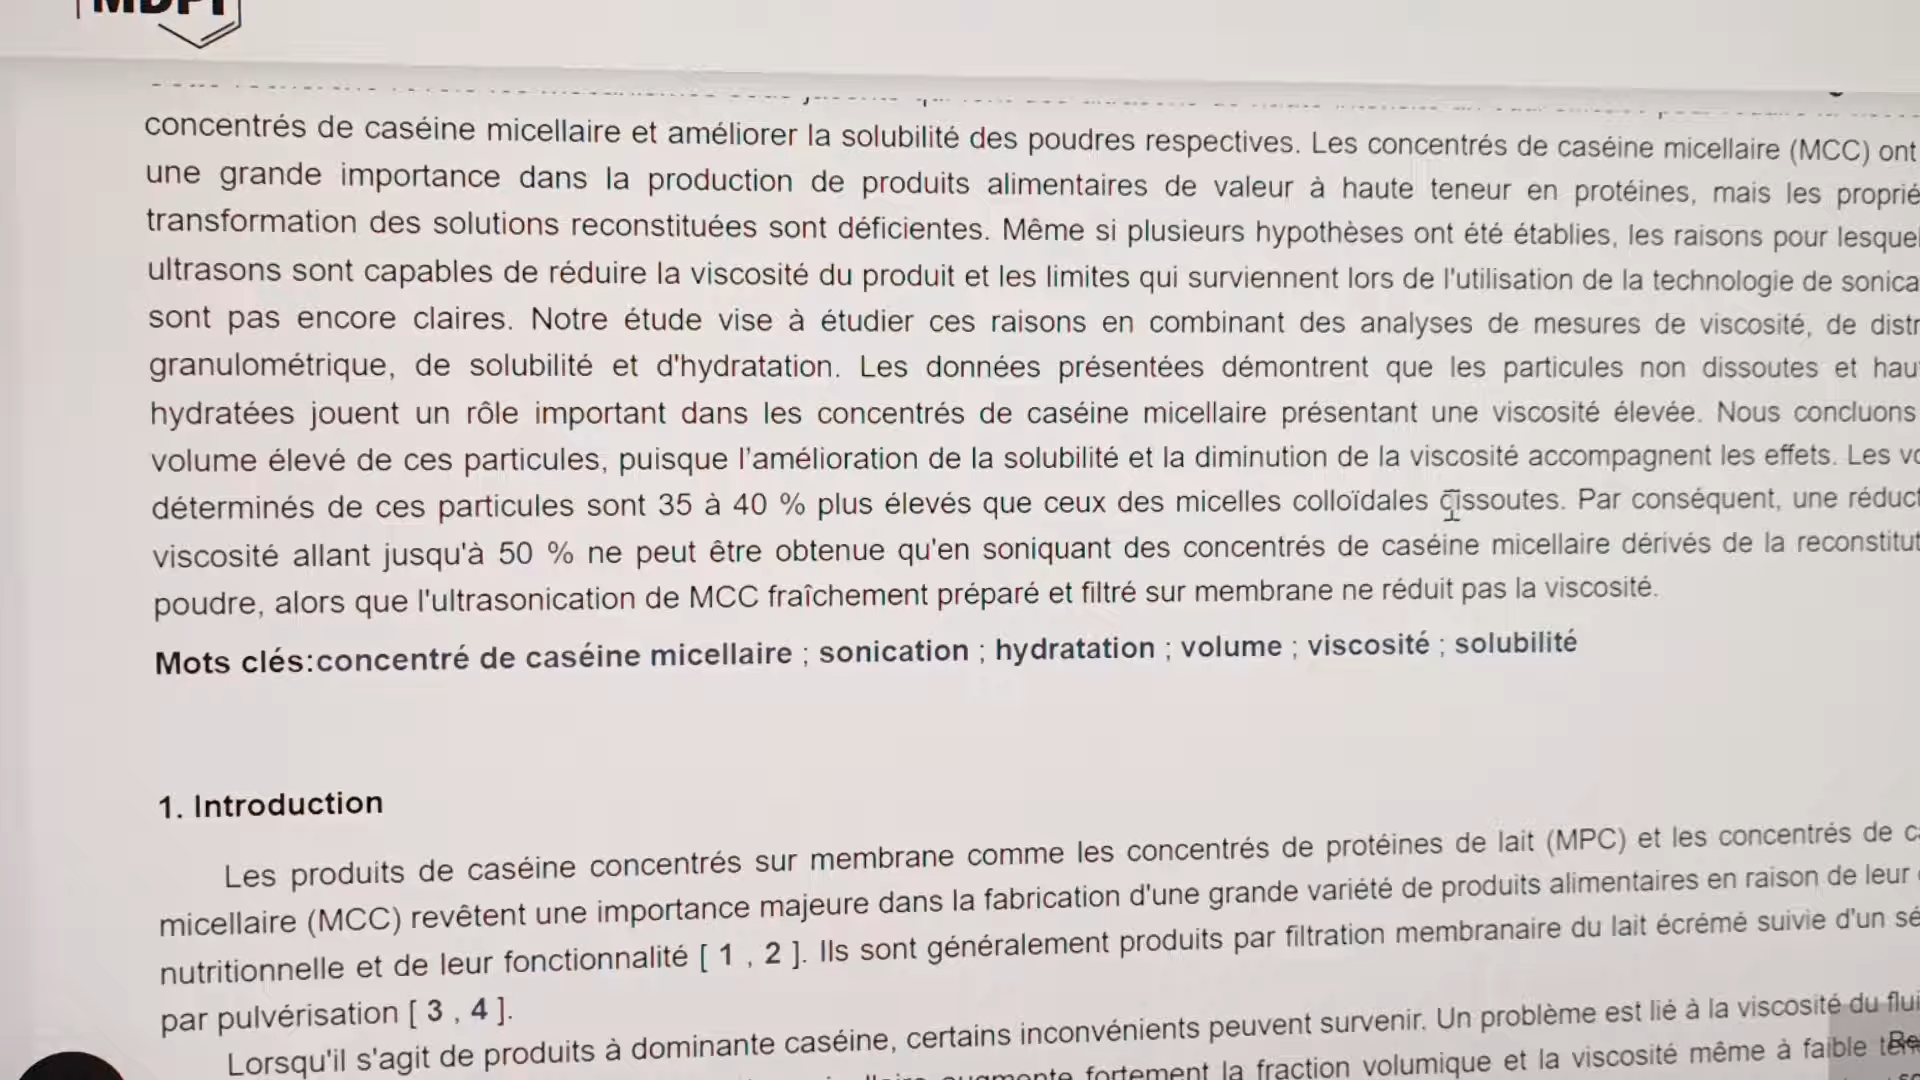 MDPI
concentrés de caséine micellaire et améliorer la solubilité des poudres respectives. Les concentrés de caséine micellaire (MCC) ont
une grande importance dans la production de produits alimentaires de valeur à haute teneur en protéines, mais les proprié
transformation des solutions reconstituées sont déficientes. Même si plusieurs hypothèses ont été établies, les raisons pour lesquel
ultrasons sont capables de réduire la viscosité du produit et les limites qui surviennent lors de l'utilisation de la technologie de sonica
sont pas encore claires. Notre étude vise à étudier ces raisons en combinant des analyses de mesures de viscosité, de distr
granulométrique, de solubilité et d'hydratation. Les données présentées démontrent que les particules non dissoutes et hau
hydratées jouent un rôle important dans les concentrés de caséine micellaire présentant une viscosité élevée. Nous concluons
volume élevé de ces particules, puisque l'amélioration de la solubilité et la diminution de la viscosité accompagnent les effets. Les vo
déterminés de ces particules sont 35 à 40 % plus élevés que ceux des micelles colloïdales dissoutes. Par conséquent, une réduct
viscosité allant jusqu'à 50 % ne peut être obtenue qu'en soniquant des concentrés de caséine micellaire dérivés de la reconstitut
poudre, alors que l'ultrasonication de MCC fraîchement préparé et filtré sur membrane ne réduit pas la viscosité.
Mots clés:concentré de caséine micellaire ; sonication ; hydratation ; volume ; viscosité ; solubilité
1. Introduction
Les produits de caséine concentrés sur membrane comme les concentrés de protéines de lait (MPC) et les concentrés de ca
micellaire (MCC) revêtent une importance majeure dans la fabrication d'une grande variété de produits alimentaires en raison de leur
nutritionnelle et de leur fonctionnalité [ 1 , 2 ]. Ils sont généralement produits par filtration membranaire du lait écrémé suivie d'un sé
par pulvérisation [ 3 , 4 ].
Lorsqu'il s'agit de produits à dominante caséine, certains inconvénients peuvent survenir. Un problème est lié à la viscosité du flui
augmente fortement la fraction volumique et la viscosité même à faible